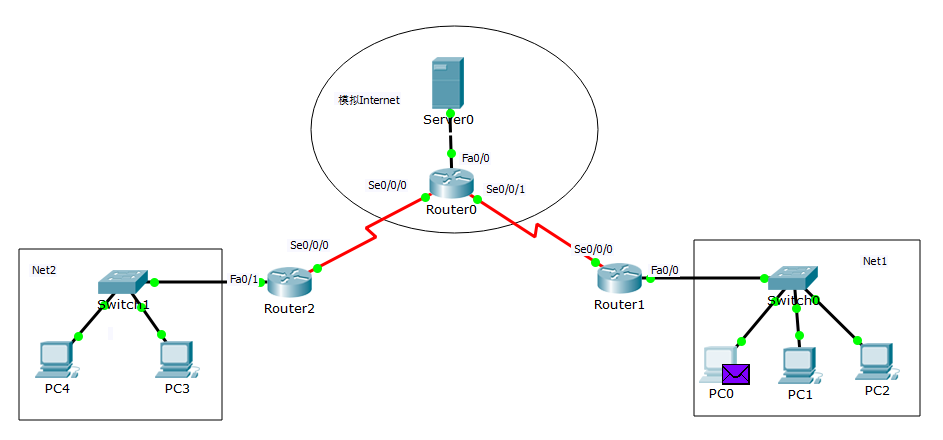 模拟Internet
Server0
Fa0/0
Se0/0/0
Se0/0/1
Router0
Se0/0/0
Se0/0/0
Net2
Net1
Fa0/1
Fa0/0
Switch1
Router2
Router1
Switch0
PC4
PC3
PC0
PC1
PC2